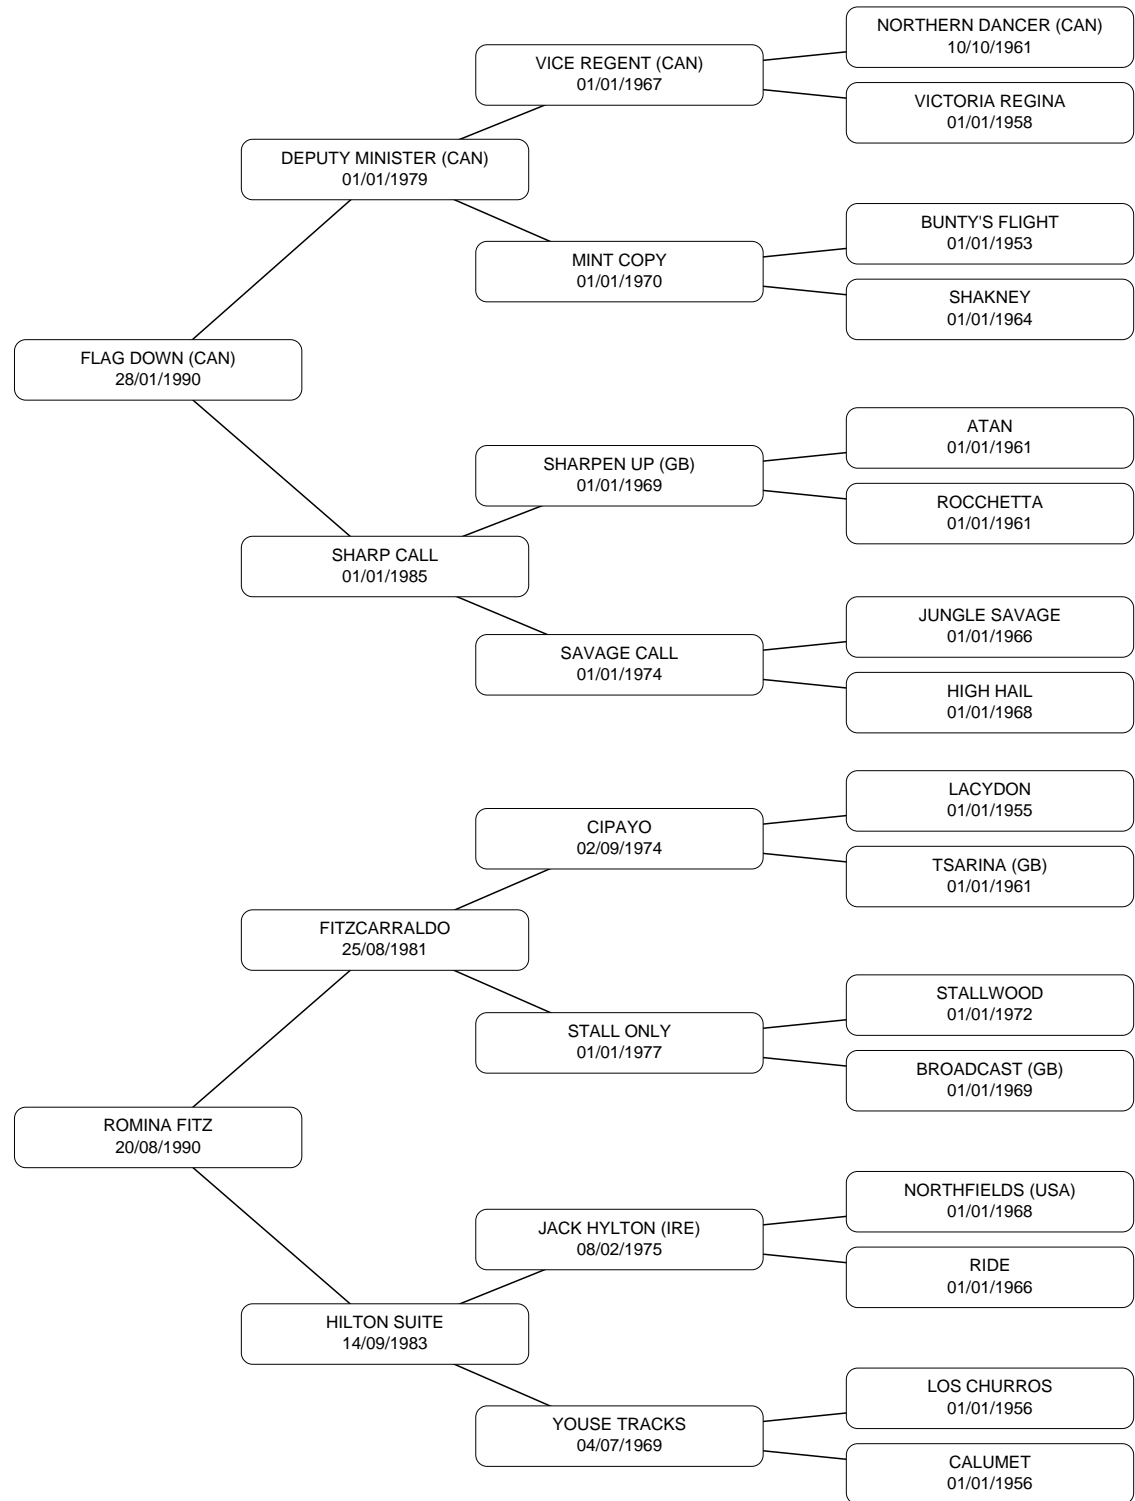 NORTHERN DANCER (CAN)
10/10/1961
VICE REGENT (CAN)
01/01/1967
VICTORIA REGINA
01/01/1958
DEPUTY MINISTER (CAN)
01/01/1979
BUNTY'S FLIGHT
01/01/1953
MINT COPY
01/01/1970
SHAKNEY
01/01/1964
FLAG DOWN (CAN)
28/01/1990
ATAN
01/01/1961
SHARPEN UP (GB)
01/01/1969
ROCCHETTA
01/01/1961
SHARP CALL
01/01/1985
JUNGLE SAVAGE
01/01/1966
SAVAGE CALL
01/01/1974
HIGH HAIL
01/01/1968
LACYDON
01/01/1955
CIPAYO
02/09/1974
TSARINA (GB)
01/01/1961
FITZCARRALDO
25/08/1981
STALLWOOD
01/01/1972
STALL ONLY
01/01/1977
BROADCAST (GB)
01/01/1969
ROMINA FITZ
20/08/1990
NORTHFIELDS (USA)
01/01/1968
JACK HYLTON (IRE)
08/02/1975
RIDE
01/01/1966
HILTON SUITE
14/09/1983
LOS CHURROS
01/01/1956
YOUSE TRACKS
04/07/1969
CALUMET
01/01/1956